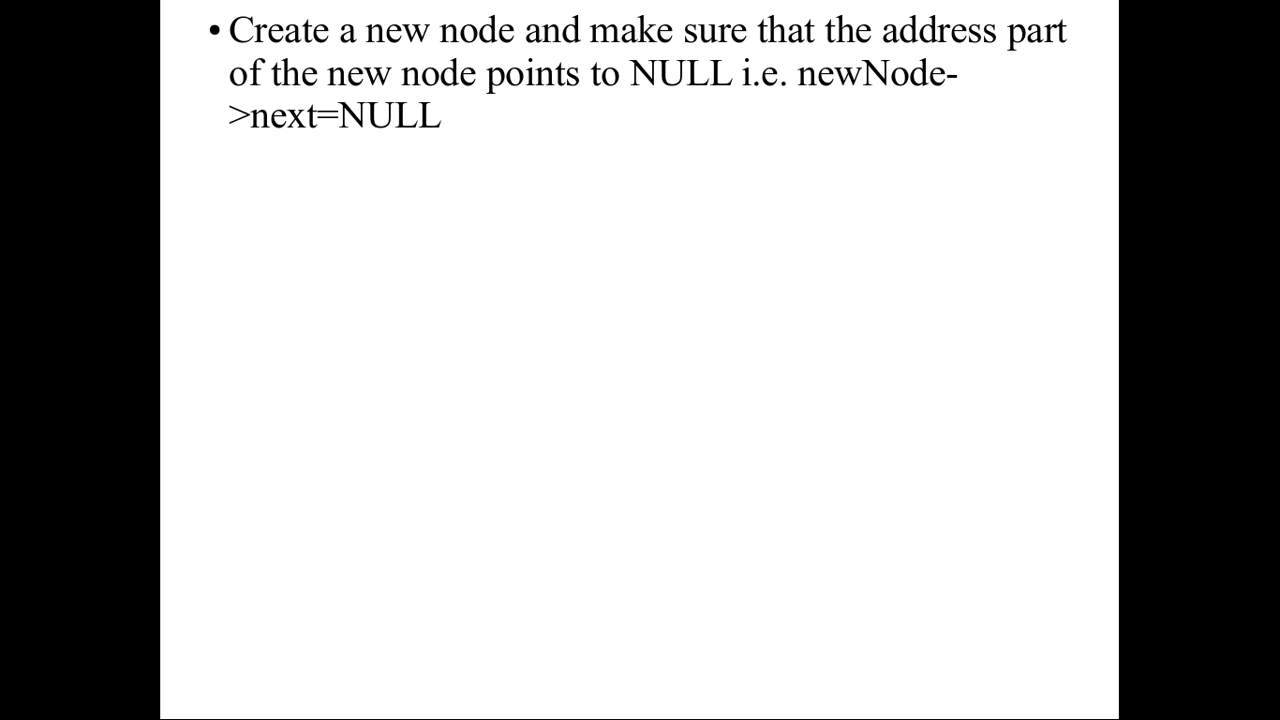 • Create a new node and make sure that the address part
of the new node points to NULL i.e. newNode-
>next=NULL